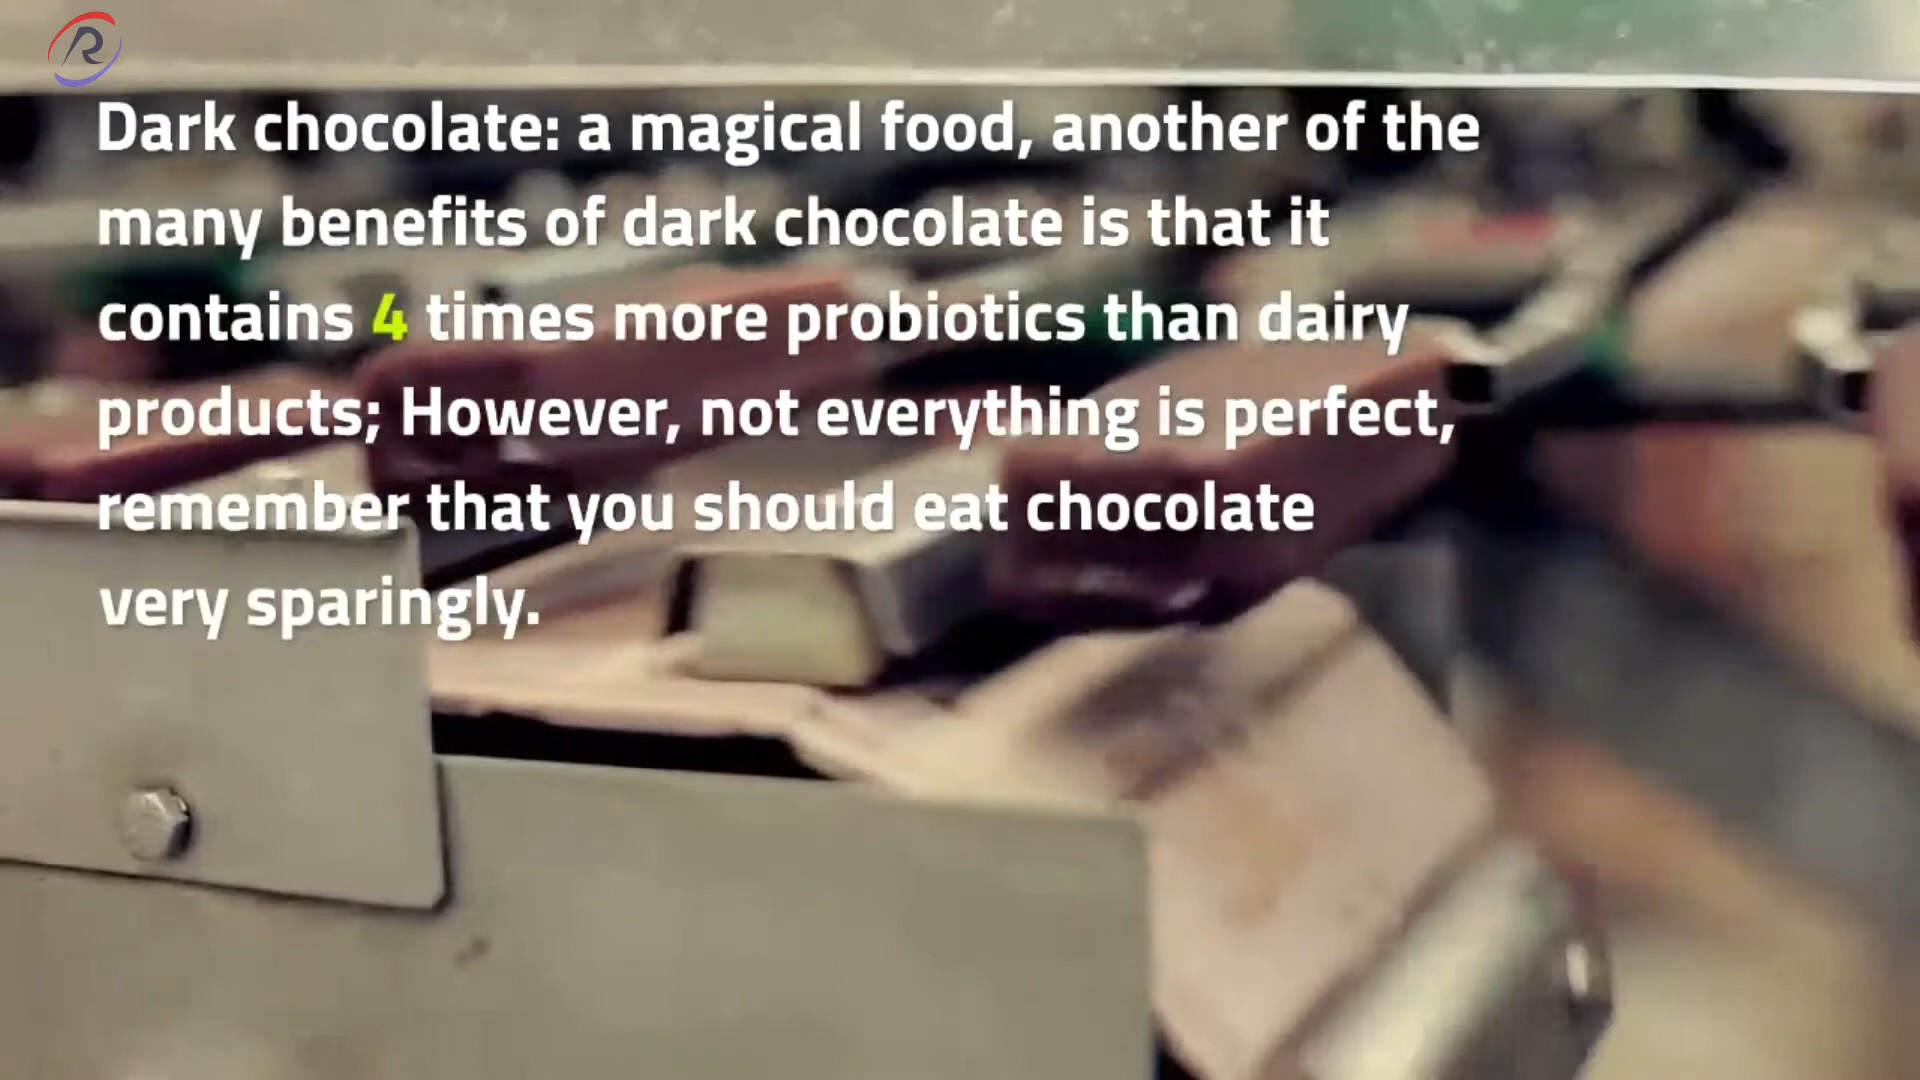 R
Dark chocolate: a magical food, another of the
many benefits of dark chocolate is that it
contains 4 times more probiotics than dairy
products; However, not everything is perfect,
remember that you should eat chocolate
very sparingly.